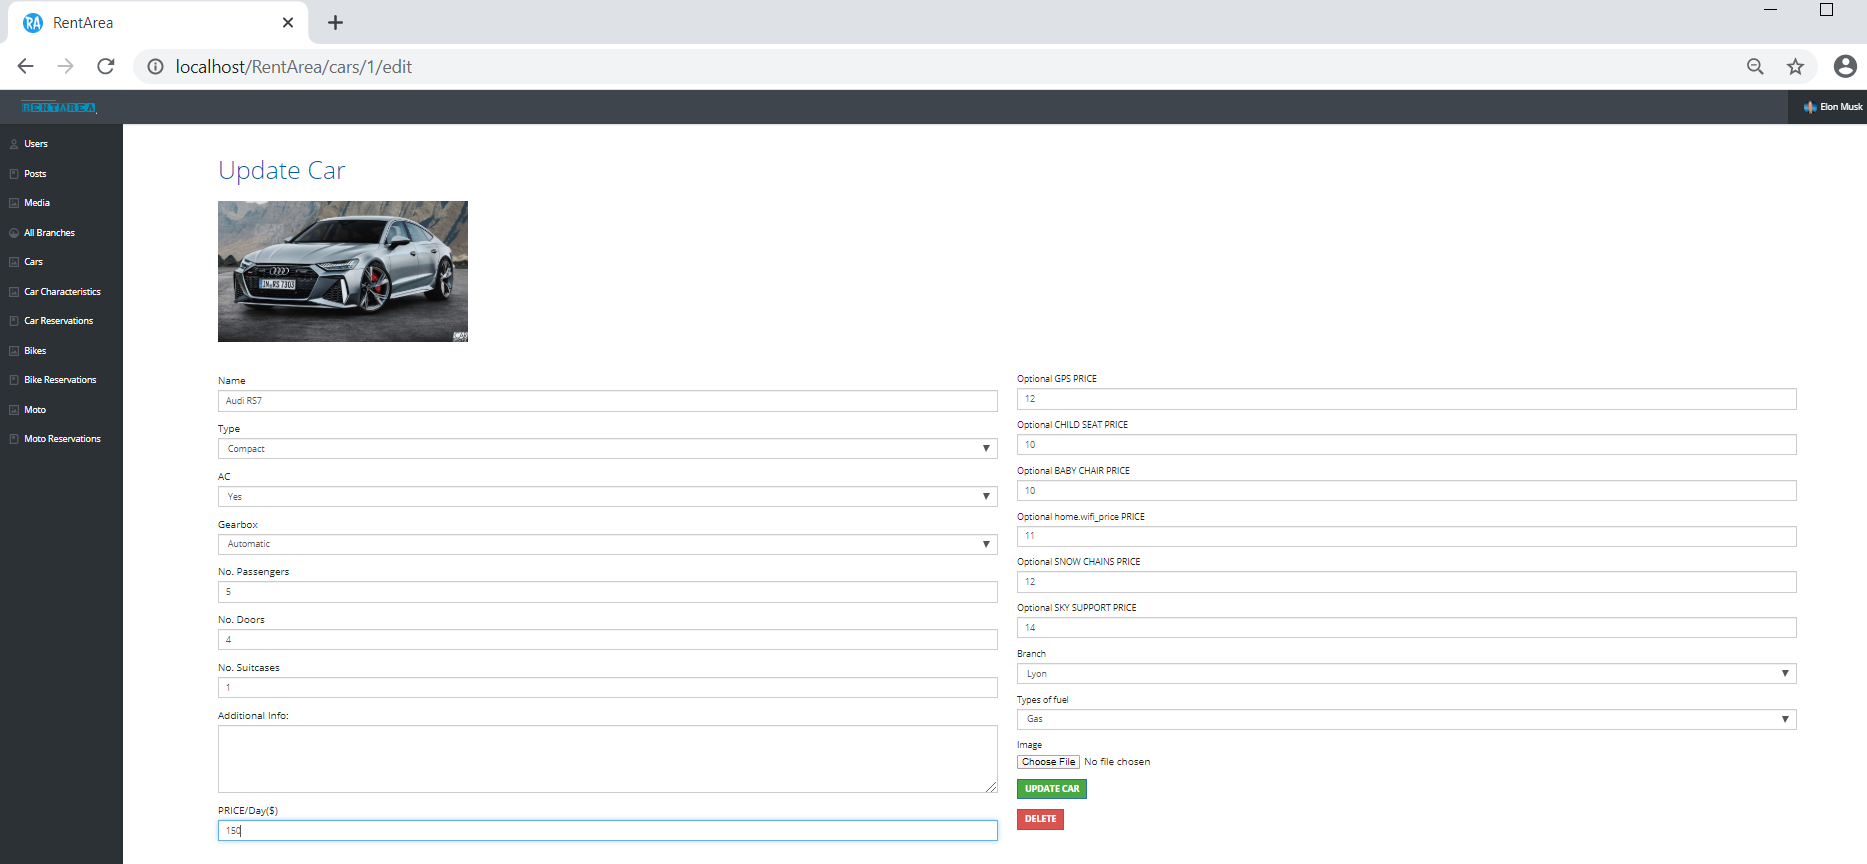 RentArea
localhost/RentArea/cars/1/edit
RENTAREA
Elon Musk
Users
Posts
Media
All Branches
Cars
Car Characteristics
Car Reservations
Bikes
Bike Reservations
Moto
Moto Reservations
Update Car
IN RS 7303
Name
Audi RS7
Type
Compact
AC
Yes
Gearbox
Automatic
No. Passengers
5
No. Doors
4
No. Suitcases
1
Additional Info:
PRICE/Day($)
150
Optional GPS PRICE
12
Optional CHILD SEAT PRICE
10
Optional BABY CHAIR PRICE
10
Optional home.wifi_price PRICE
11
Optional SNOW CHAINS PRICE
12
Optional SKY SUPPORT PRICE
14
Branch
Lyon
Types of fuel
Gas
Image
Choose File No file chosen
UPDATE CAR
DELETE